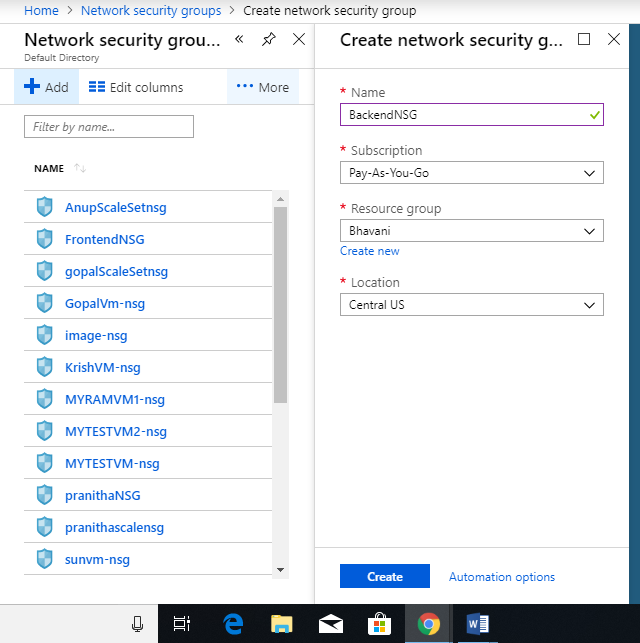 Home > Network security groups > Create network security group
Network security grou... «
Default Directory
Add Edit columns ... More
Filter by name...
NAME
AnupScaleSetnsg
FrontendNSG
gopalScaleSetnsg
GopalVm-nsg
image-nsg
KrishVM-nsg
MYRAMVM1-nsg
MYTESTVM2-nsg
MYTESTVM-nsg
pranithaNSG
pranithascalensg
sunvm-nsg
Create network security g...
* Name
BackendNSG
* Subscription
Pay-As-You-Go
* Resource group
Bhavani
Create new
* Location
Central US
Create Automation options